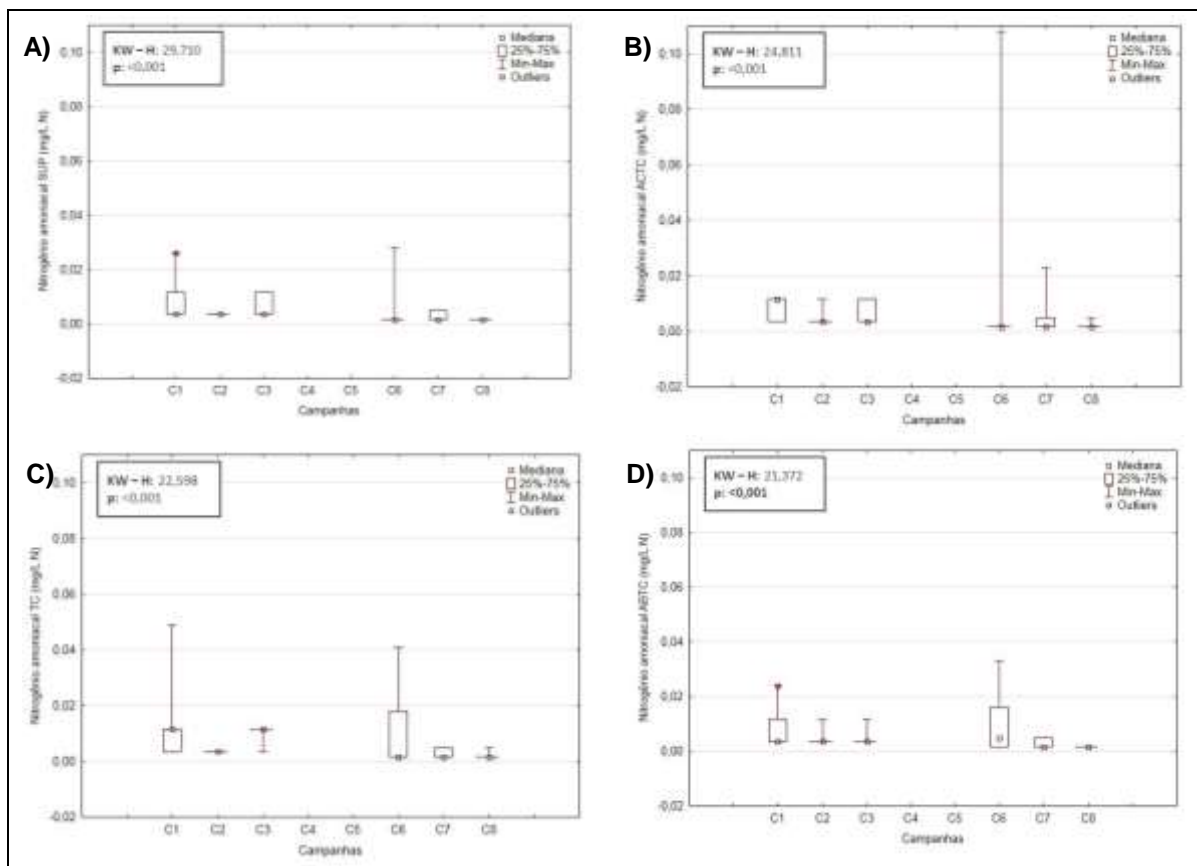 A)
KW – H: 29,710
p: <0,001
Mediana
25%-75%
Min-Max
Outliers
Nitrogênio amoniacal SUP (mg/L N)
0,10
0,08
0,06
0,04
0,02
0,00
-0,02
C1 C2 C3 C4 C5 C6 C7 C8
Campanhas
B)
KW – H: 24,811
p: <0,001
Mediana
25%-75%
Min-Max
Outliers
Nitrogênio amoniacal ACTC (mg/L N)
0,10
0,08
0,06
0,04
0,02
0,00
-0,02
C1 C2 C3 C4 C5 C6 C7 C8
Campanhas
C)
KW – H: 22,598
p: <0,001
Mediana
25%-75%
Min-Max
Outliers
Nitrogênio amoniacal TC (mg/L N)
0,10
0,08
0,06
0,04
0,02
0,00
-0,02
C1 C2 C3 C4 C5 C6 C7 C8
Campanhas
D)
KW – H: 21,372
p: <0,001
Mediana
25%-75%
Min-Max
Outliers
Nitrogênio amoniacal ABTC (mg/L N)
0,10
0,08
0,06
0,04
0,02
0,00
-0,02
C1 C2 C3 C4 C5 C6 C7 C8
Campanhas